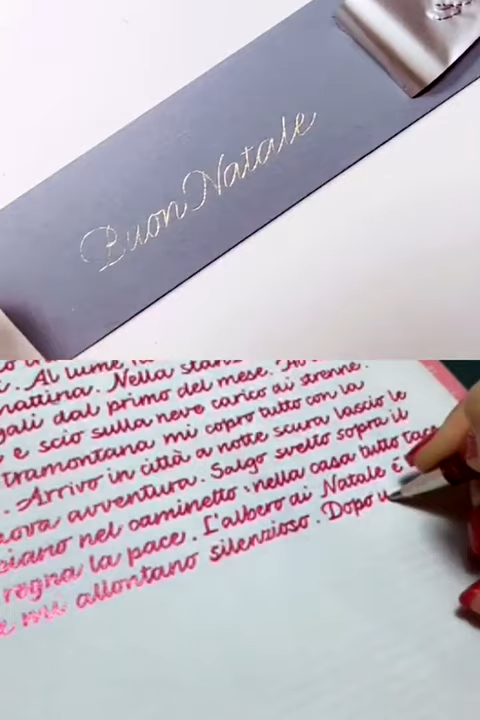 Buon Natale
. Al lume
mattina. Nella
gali dal primo del mese.
e scio sulla neve carico di strenne.
tramontana mi copro tutto con la
. Arrivo in città a notte scura lascio le
ova avventura. Salgo svelto sopra il
nel caminetto. nella casa tutto tace
regna la pace. L'albero di Natale è
e mi allontano silenzioso. Dopo u